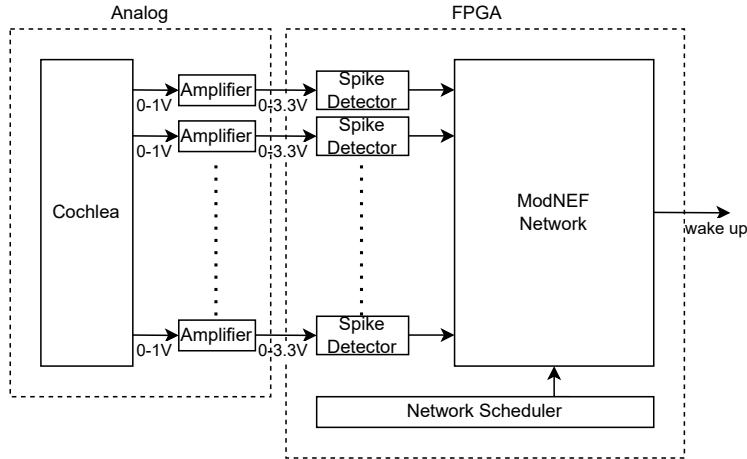 Analog
FPGA
Amplifier
Spike
Detector
0-1V
0-3.3V
Amplifier
Spike
Detector
0-1V
0-3.3V
Cochlea
ModNEF
Network
wake up
Amplifier
Spike
Detector
0-1V
0-3.3V
Network Scheduler